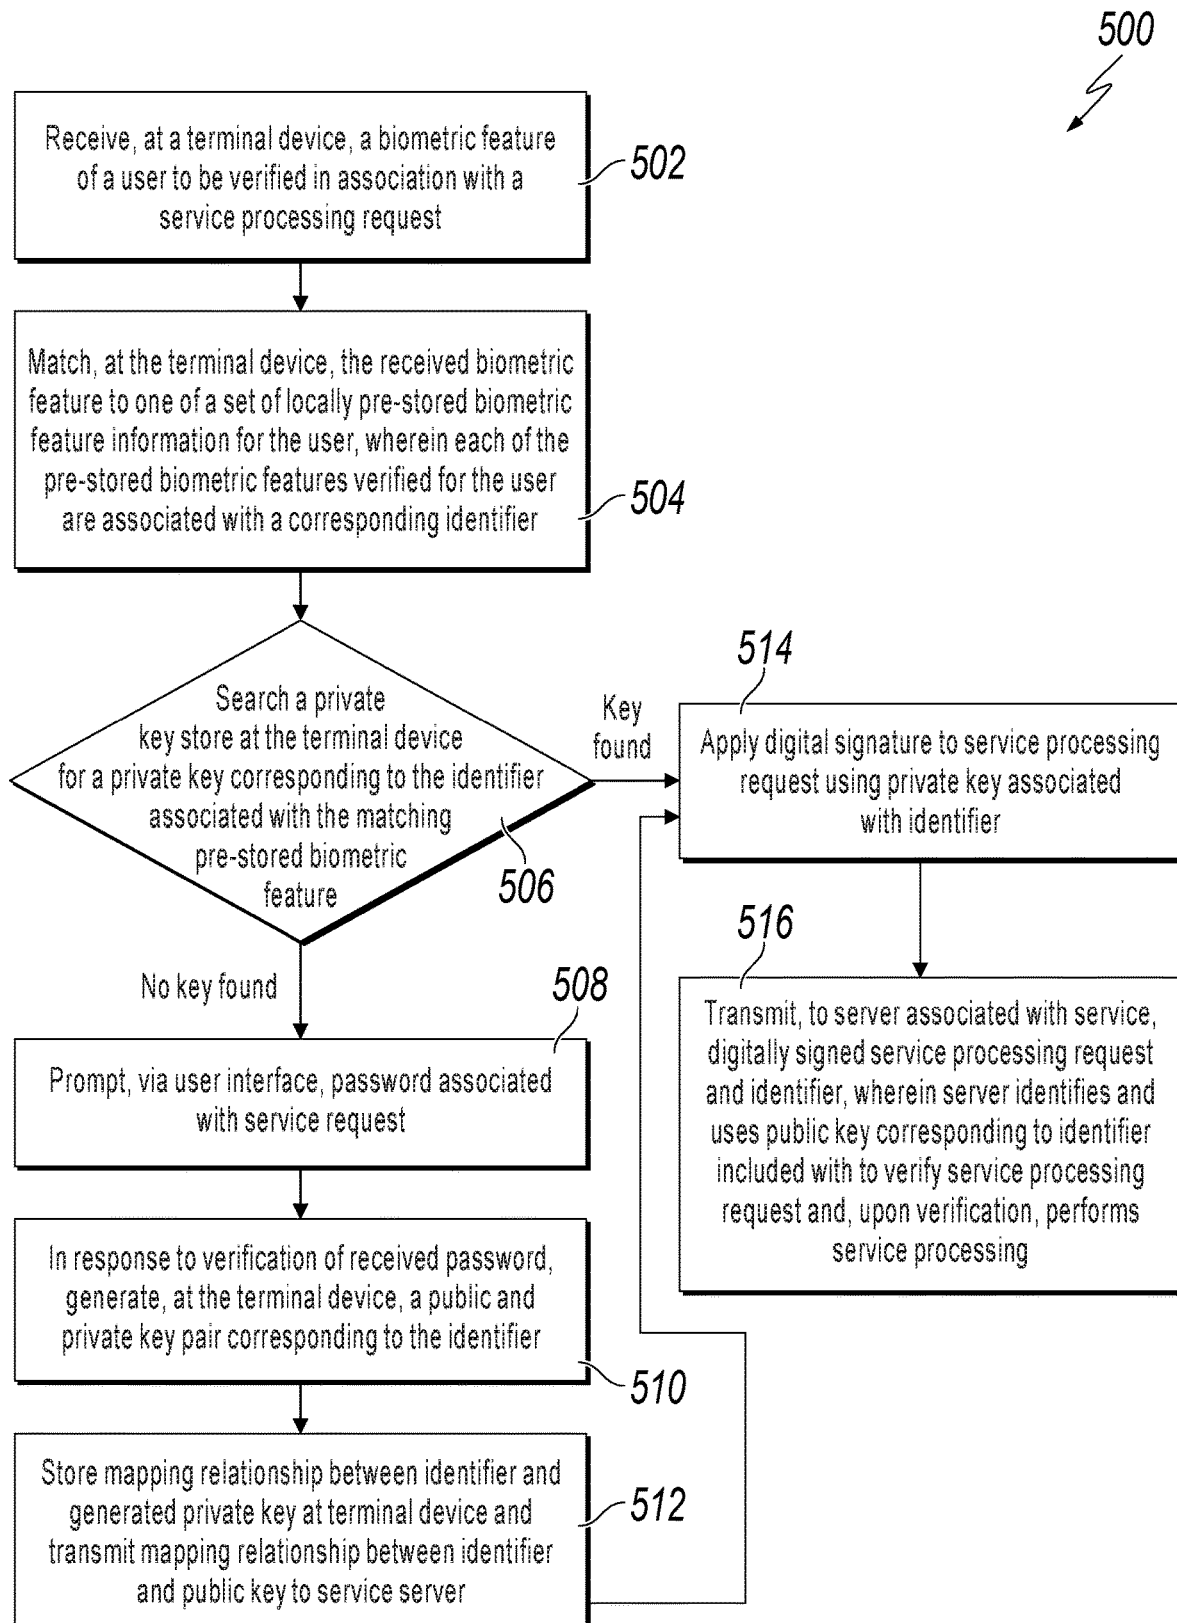 500
Receive, at a terminal device, a biometric feature
of a user to be verified in association with a
service processing request
502
Match, at the terminal device, the received biometric
feature to one of a set of locally pre-stored biometric
feature information for the user, wherein each of the
pre-stored biometric features verified for the user
are associated with a corresponding identifier
504
Search a private
key store at the terminal device
for a private key corresponding to the identifier
associated with the matching
pre-stored biometric
feature
506
Key
found
514
Apply digital signature to service processing
request using private key associated
with identifier
516
Transmit, to server associated with service,
digitally signed service processing request
and identifier, wherein server identifies and
uses public key corresponding to identifier
included with to verify service processing
request and, upon verification, performs
service processing
No key found
508
Prompt, via user interface, password associated
with service request
In response to verification of received password,
generate, at the terminal device, a public and
private key pair corresponding to the identifier
510
Store mapping relationship between identifier and
generated private key at terminal device and
transmit mapping relationship between identifier
and public key to service server
512